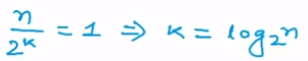 n/2^k = 1 ⇒ k = log₂n